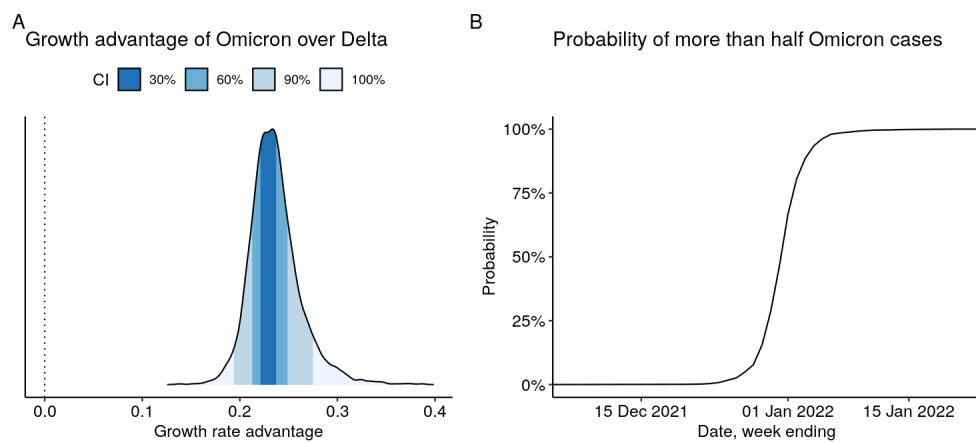 A
Growth advantage of Omicron over Delta
CI 30% 60% 90% 100%
0.0 0.1 0.2 0.3 0.4
Growth rate advantage
B
Probability of more than half Omicron cases
Probability
100%
75%
50%
25%
0%
15 Dec 2021 01 Jan 2022 15 Jan 2022
Date, week ending